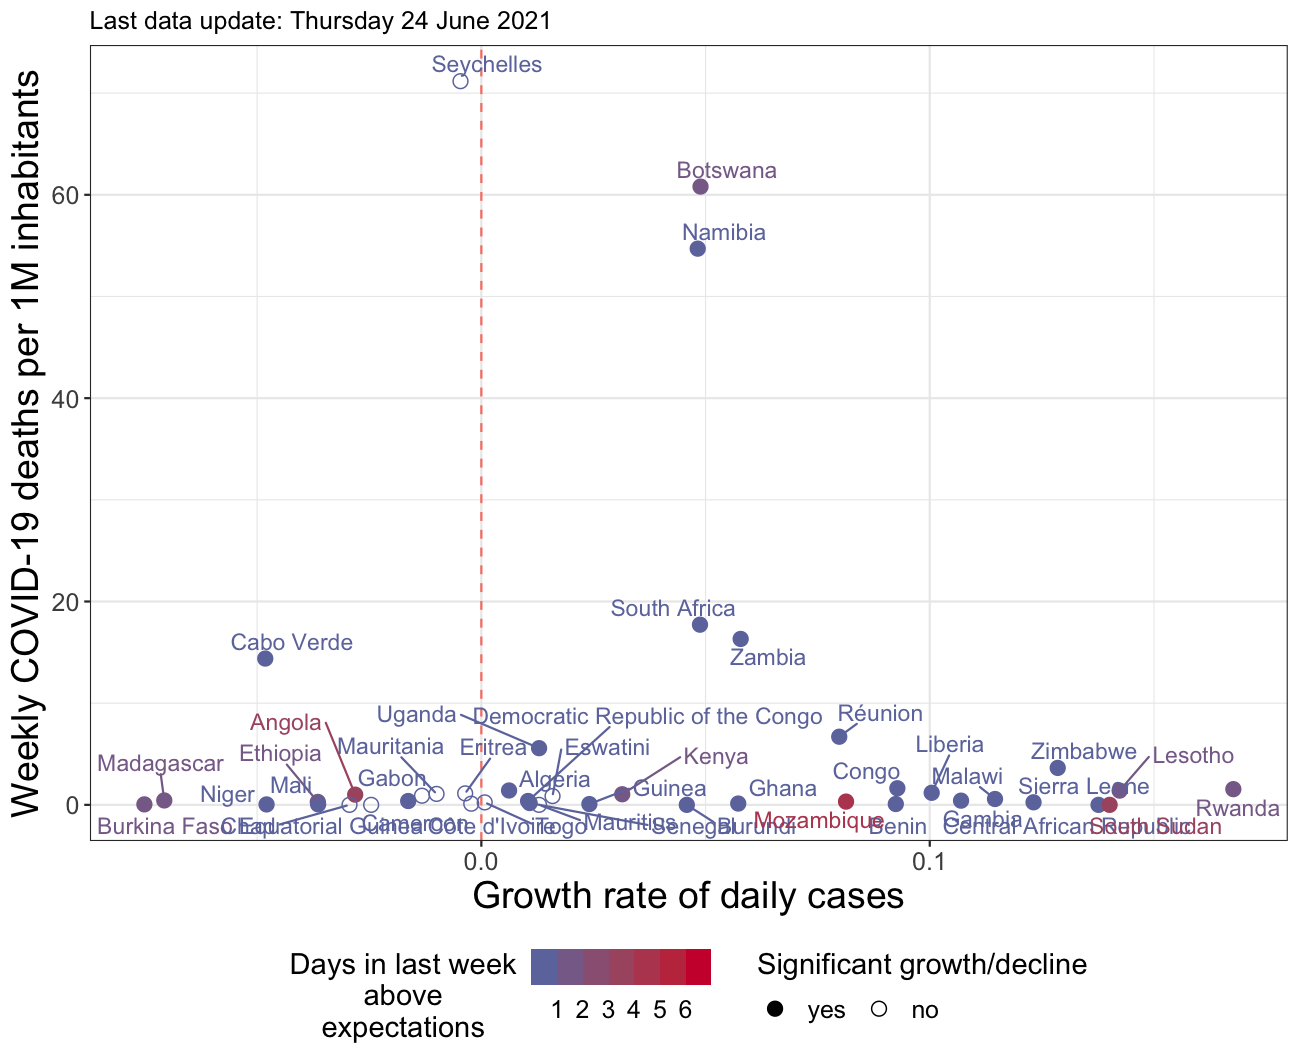 Last data update: Thursday 24 June 2021
Weekly COVID-19 deaths per 1M inhabitants
60
40
20
0
Seychelles
Botswana
Namibia
South Africa
Zambia
Cabo Verde
Angola
Uganda
Democratic Republic of the Congo
Réunion
Ethiopia
Mauritania
Eritrea
Eswatini
Kenya
Liberia
Zimbabwe
Lesotho
Madagascar
Niger
Mali
Gabon
Algeria
Guinea
Ghana
Congo
Malawi
Sierra Leone
Rwanda
Burkina Faso
Chad
Equatorial Guinea
Cameroon
Côte d'Ivoire
Togo
Mauritius
Senegal
Burundi
Mozambique
Benin
Gambia
Central African Republic
South Sudan
0.0
0.1
Growth rate of daily cases
Days in last week
above
expectations
1 2 3 4 5 6
Significant growth/decline
yes
no